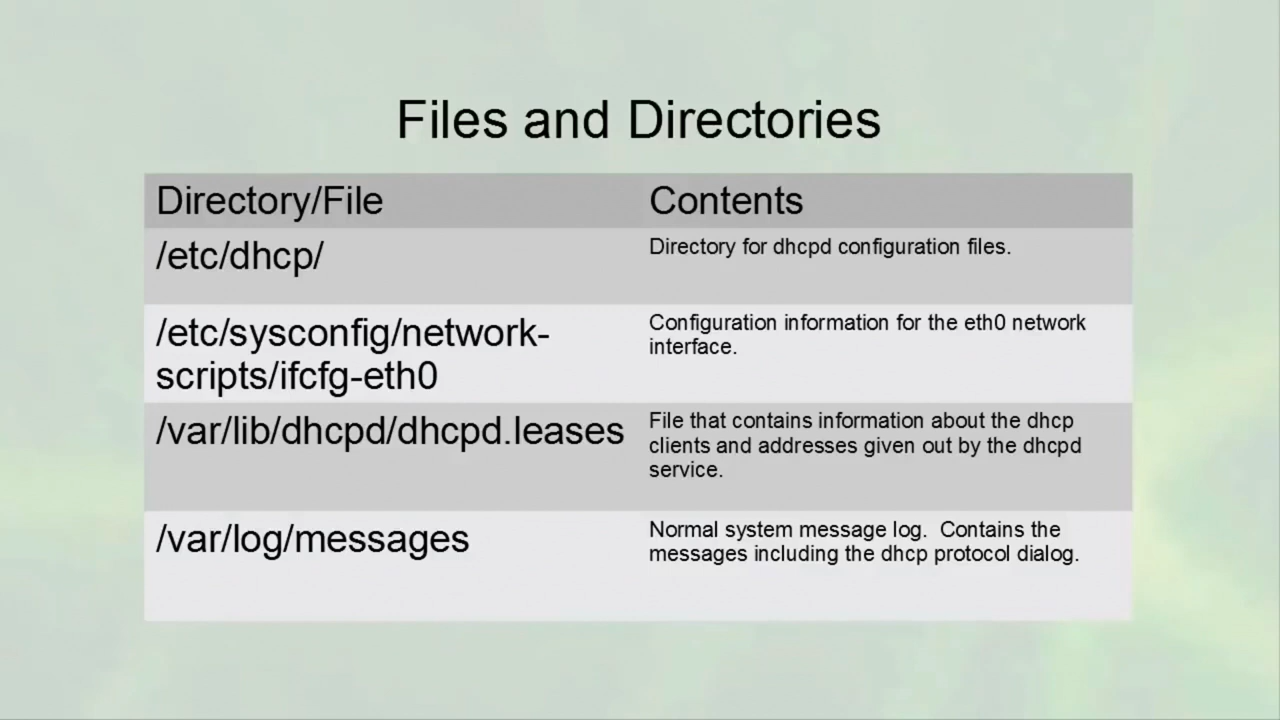 Files and Directories
Directory/File
Contents
/etc/dhcp/
Directory for dhcpd configuration files.
/etc/sysconfig/network-
scripts/ifcfg-eth0
Configuration information for the eth0 network
interface.
/var/lib/dhcpd/dhcpd.leases
File that contains information about the dhcp
clients and addresses given out by the dhcpd
service.
/var/log/messages
Normal system message log.  Contains the
messages including the dhcp protocol dialog.